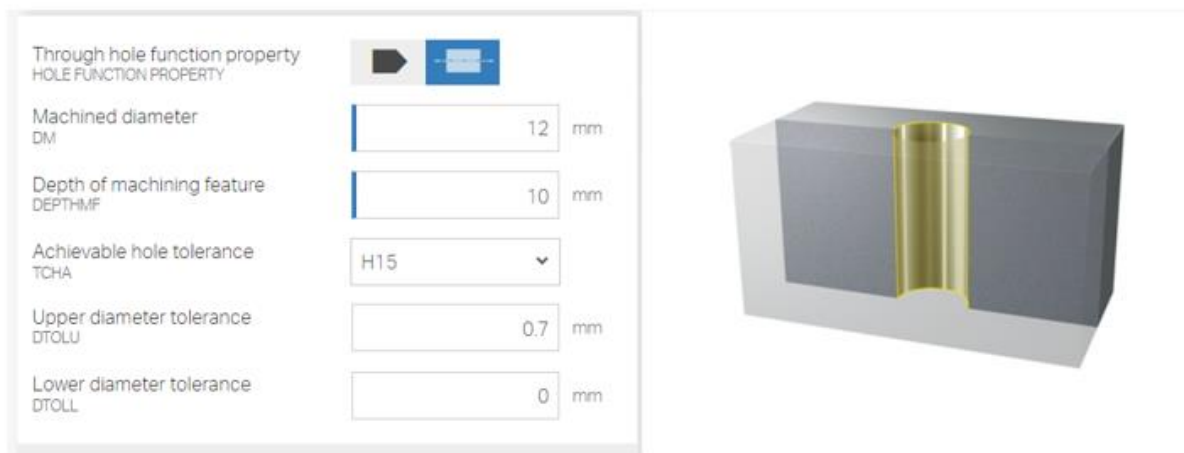 Through hole function property
HOLE FUNCTION PROPERTY
Machined diameter
DM
12 mm
Depth of machining feature
DEPTHMF
10 mm
Achievable hole tolerance
TCHA
H15
Upper diameter tolerance
DTOLU
0.7 mm
Lower diameter tolerance
DTOLL
0 mm